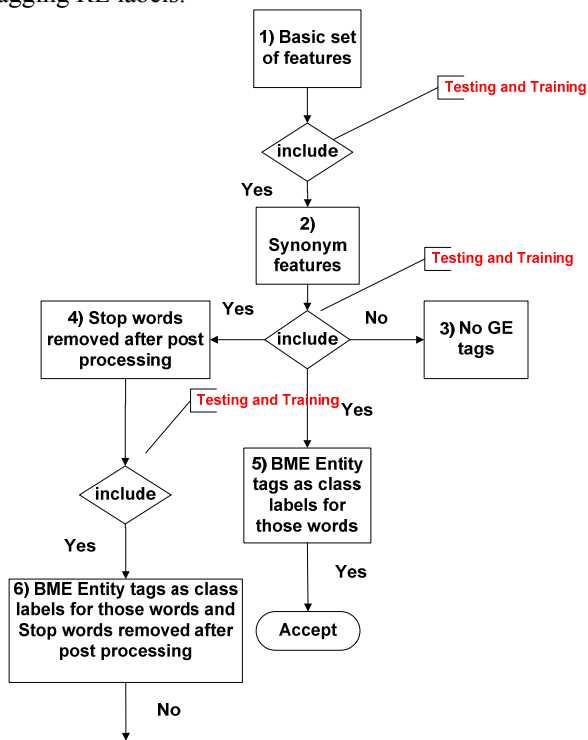 agging RE labels.
1) Basic set
of features
Testing and Training
include
Yes
2)
Synonym
features
Testing and Training
4) Stop words
removed after post
processing
Yes
include
No
3) No GE
tags
Testing and Training
Yes
5) BME Entity
tags as class
labels for
those words
include
Yes
Yes
6) BME Entity tags as class
labels for those words and
Stop words removed after
post processing
Accept
No